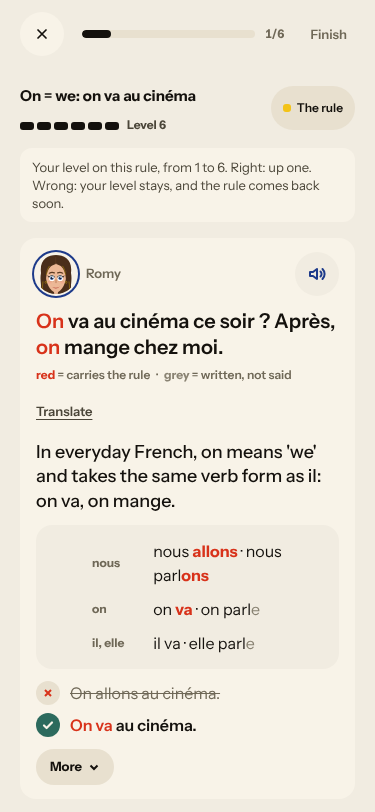 1/6 Finish
On = we: on va au cinéma
Level 6
The rule
Your level on this rule, from 1 to 6. Right: up one.
Wrong: your level stays, and the rule comes back
soon.
Romy
On va au cinéma ce soir ? Après,
on mange chez moi.
red = carries the rule · grey = written, not said
Translate
In everyday French, on means 'we'
and takes the same verb form as il:
on va, on mange.
nous
nous allons · nous
parlons
on
on va · on parle
il, elle
il va · elle parle
On allons au cinéma.
On va au cinéma.
More